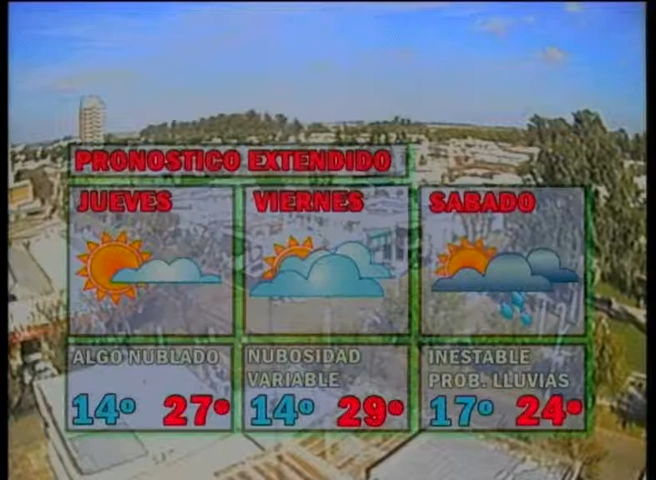 PRONOSTICO EXTENDIDO
JUEVES
ALGO NUBLADO
14º 27º
VIERNES
NUBOSIDAD
VARIABLE
14º 29º
SABADO
INESTABLE
PROB. LLUVIAS
17º 24º